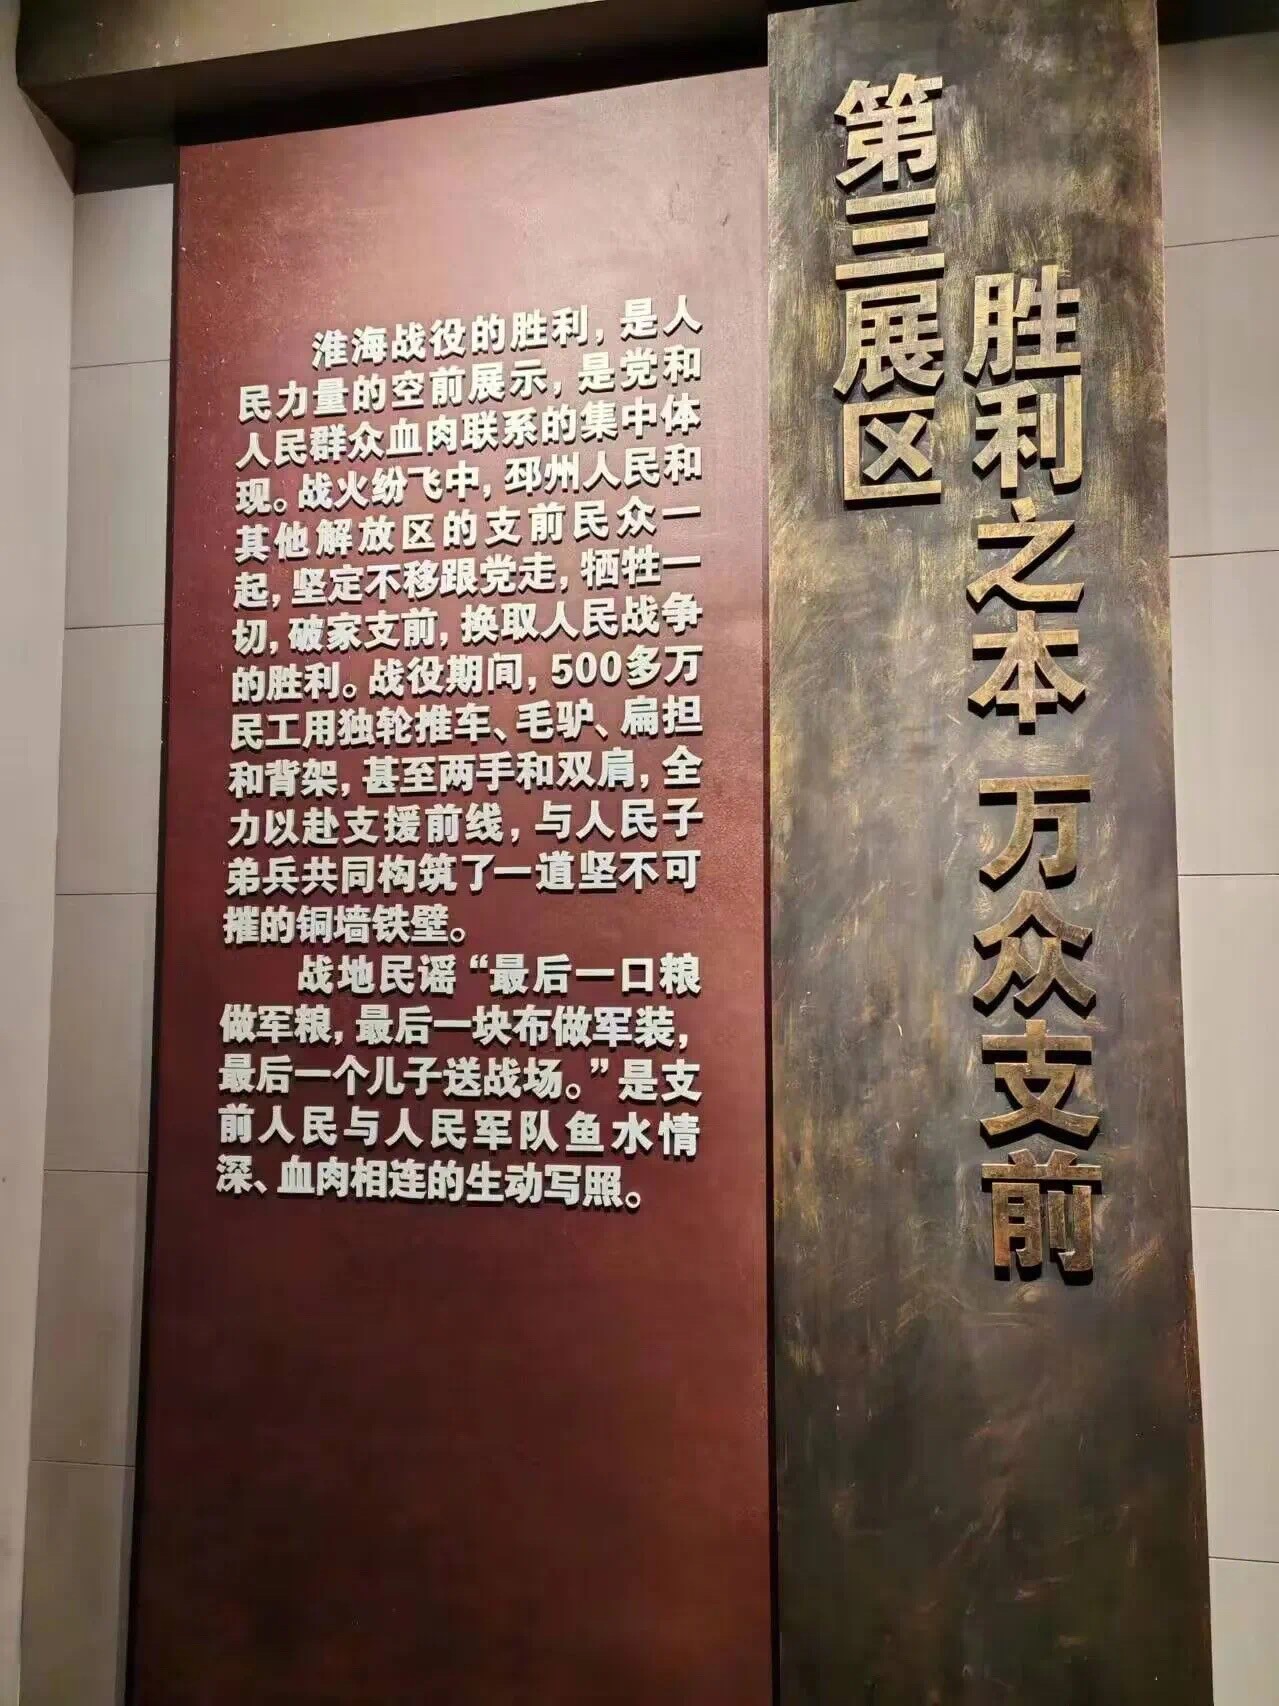 第三展区
胜利之本 万众支前
淮海战役的胜利，是人
民力量的空前展示，是党和
人民群众血肉联系的集中体
现。战火纷飞中，邳州人民和
其他解放区的支前民众一
起，坚定不移跟党走，牺牲一
切，破家支前，换取人民战争
的胜利。战役期间，500多万
民工用独轮推车、毛驴、扁担
和背架，甚至两手和双肩，全
力以赴支援前线，与人民子
弟兵共同构筑了一道坚不可
摧的铜墙铁壁。
战地民谣“最后一口粮
做军粮，最后一块布做军装，
最后一个儿子送战场。”是支
前人民与人民军队鱼水情
深、血肉相连的生动写照。